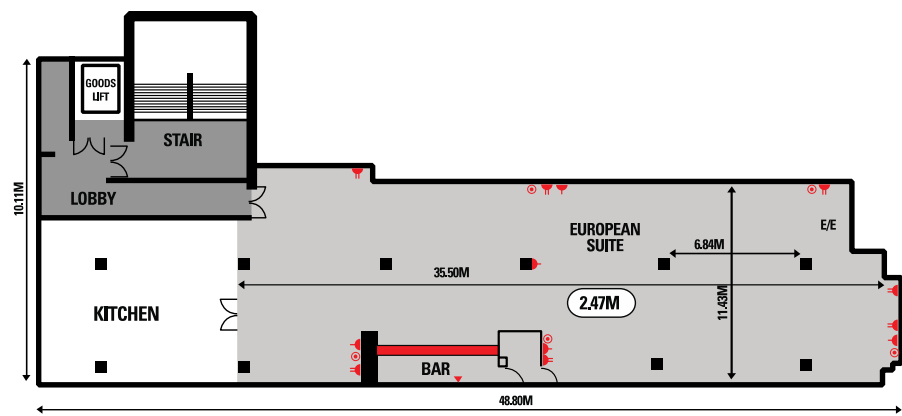 GOODS
LIFT
STAIR
LOBBY
10.11M
EUROPEAN
SUITE
E/E
6.84M
35.50M
2.47M
11.43M
KITCHEN
BAR
48.80M